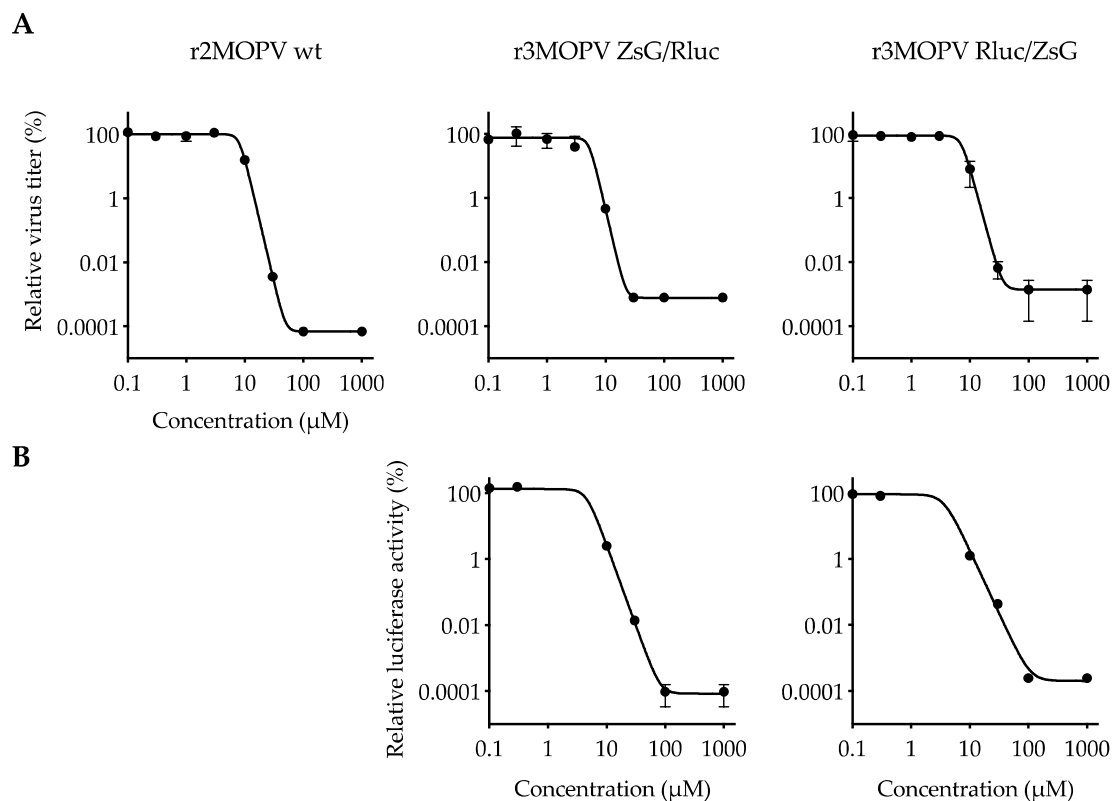 A
r2MOPV wt
r3MOPV ZsG/Rluc
r3MOPV Rluc/ZsG
Relative virus titer (%)
100
1
0.01
0.0001
0.1 1 10 100 1000
Concentration (μM)
100
1
0.01
0.0001
0.1 1 10 100 1000
100
1
0.01
0.0001
0.1 1 10 100 1000
B
Relative luciferase activity (%)
100
1
0.01
0.0001
0.1 1 10 100 1000
Concentration (μM)
100
1
0.01
0.0001
0.1 1 10 100 1000
Concentration (μM)